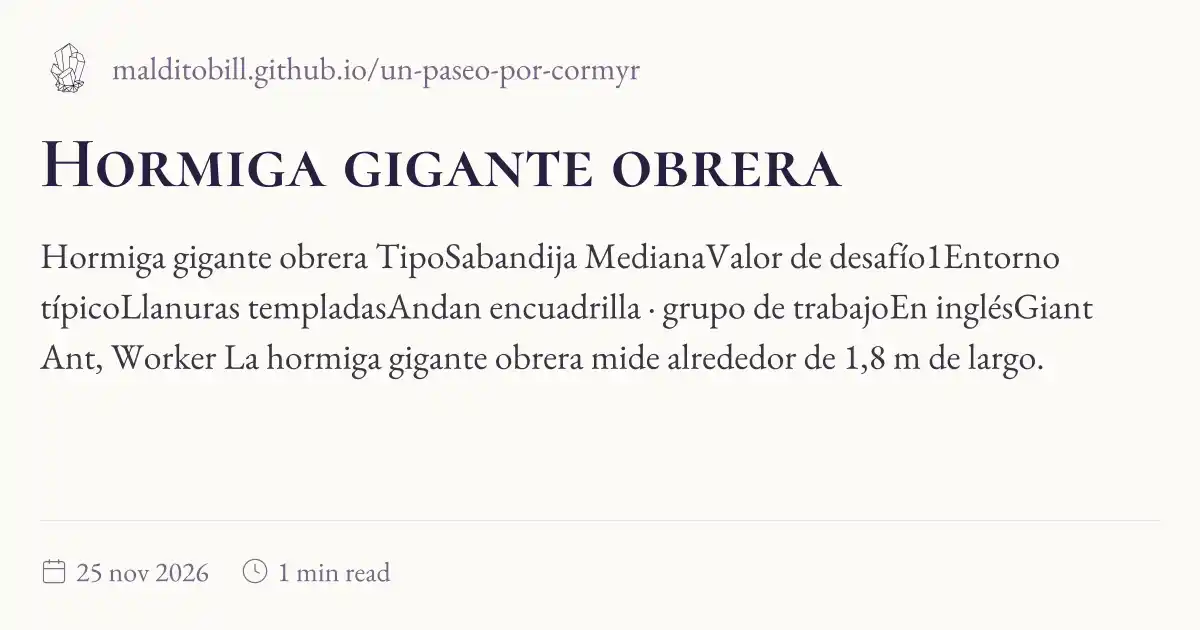 malditobill.github.io/un-paseo-por-cormyr
Hormiga gigante obrera
Hormiga gigante obrera TipoSabandija MedianaValor de desafío1Entorno
típicoLlanuras templadasAndan encuadrilla · grupo de trabajoEn inglésGiant
Ant, Worker La hormiga gigante obrera mide alrededor de 1,8 m de largo.
25 nov 2026 1 min read